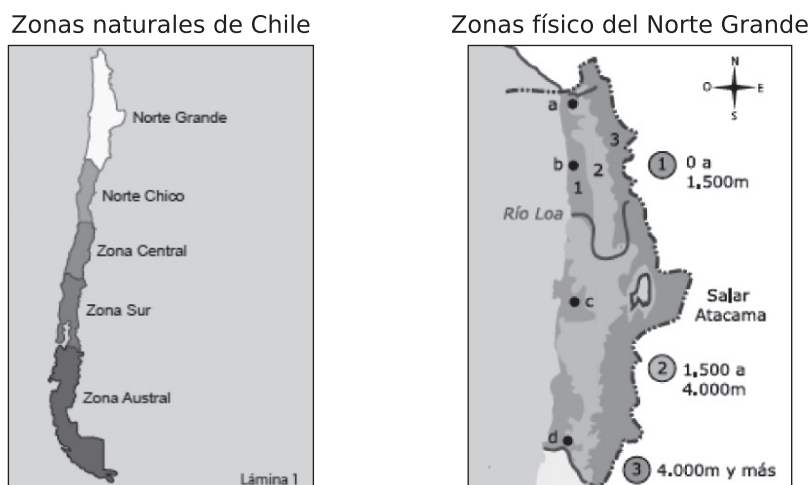 Zonas naturales de Chile
Norte Grande
Norte Chico
Zona Central
Zona Sur
Zona Austral
Lámina 1
Zonas físico del Norte Grande
N
O
E
S
a
3
b
2
1
1 0 a
1.500m
Río Loa
c
Salar
Atacama
2 1.500 a
4.000m
d
3 4.000m y más